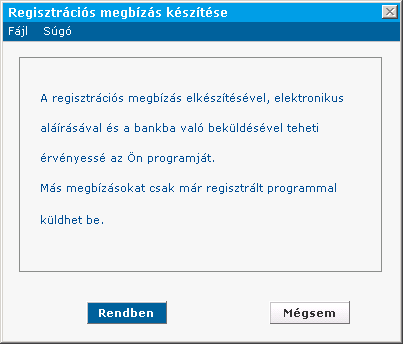 Regisztrációs megbízás készítése
Fájl Súgó
A regisztrációs megbízás elkészítésével, elektronikus
aláírásával és a bankba való beküldésével teheti
érvényessé az Ön programját.
Más megbízásokat csak már regisztrált programmal
küldhet be.
Rendben Mégsem